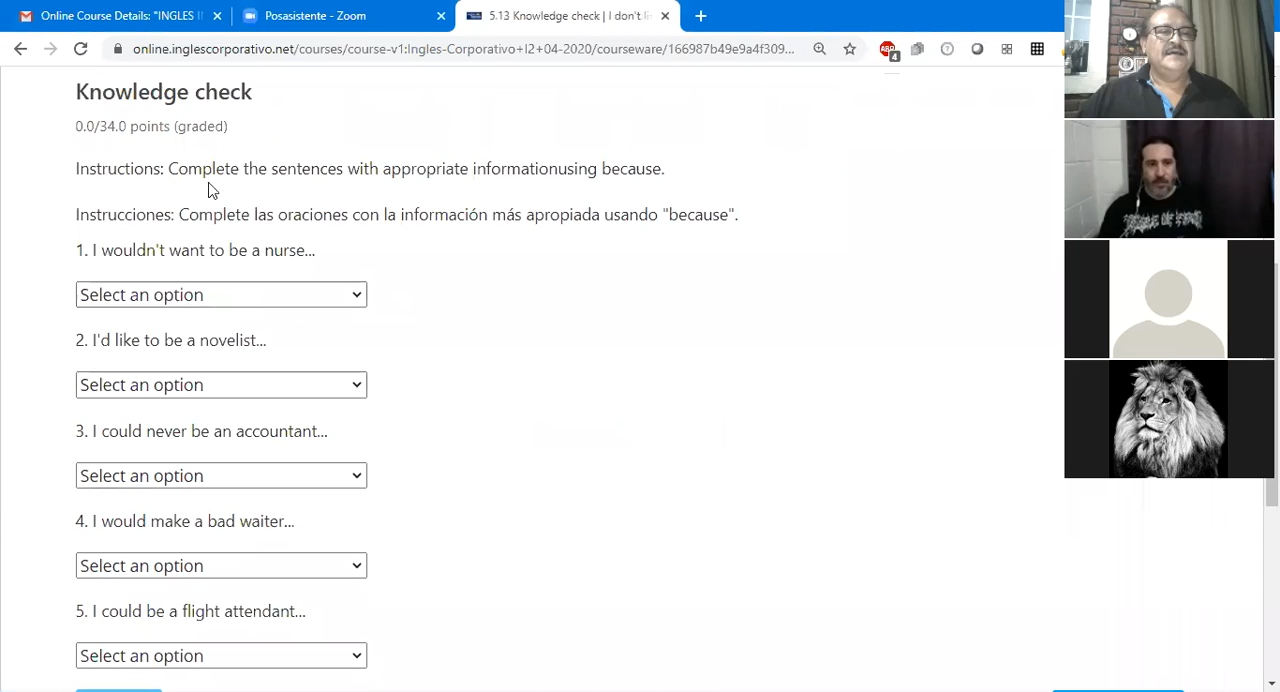 Online Course Details: "INGLES I
Posasistente - Zoom
5.13 Knowledge check | I don't li
online.inglescorporativo.net/courses/course-v1:Ingles-Corporativo+I2+04-2020/courseware/166987b49e9a4f309...
ABP
4
Knowledge check
0.0/34.0 points (graded)
Instructions: Complete the sentences with appropriate informationusing because.
Instrucciones: Complete las oraciones con la información más apropiada usando "because".
1. I wouldn't want to be a nurse...
Select an option
2. I'd like to be a novelist...
Select an option
3. I could never be an accountant...
Select an option
4. I would make a bad waiter...
Select an option
5. I could be a flight attendant...
Select an option